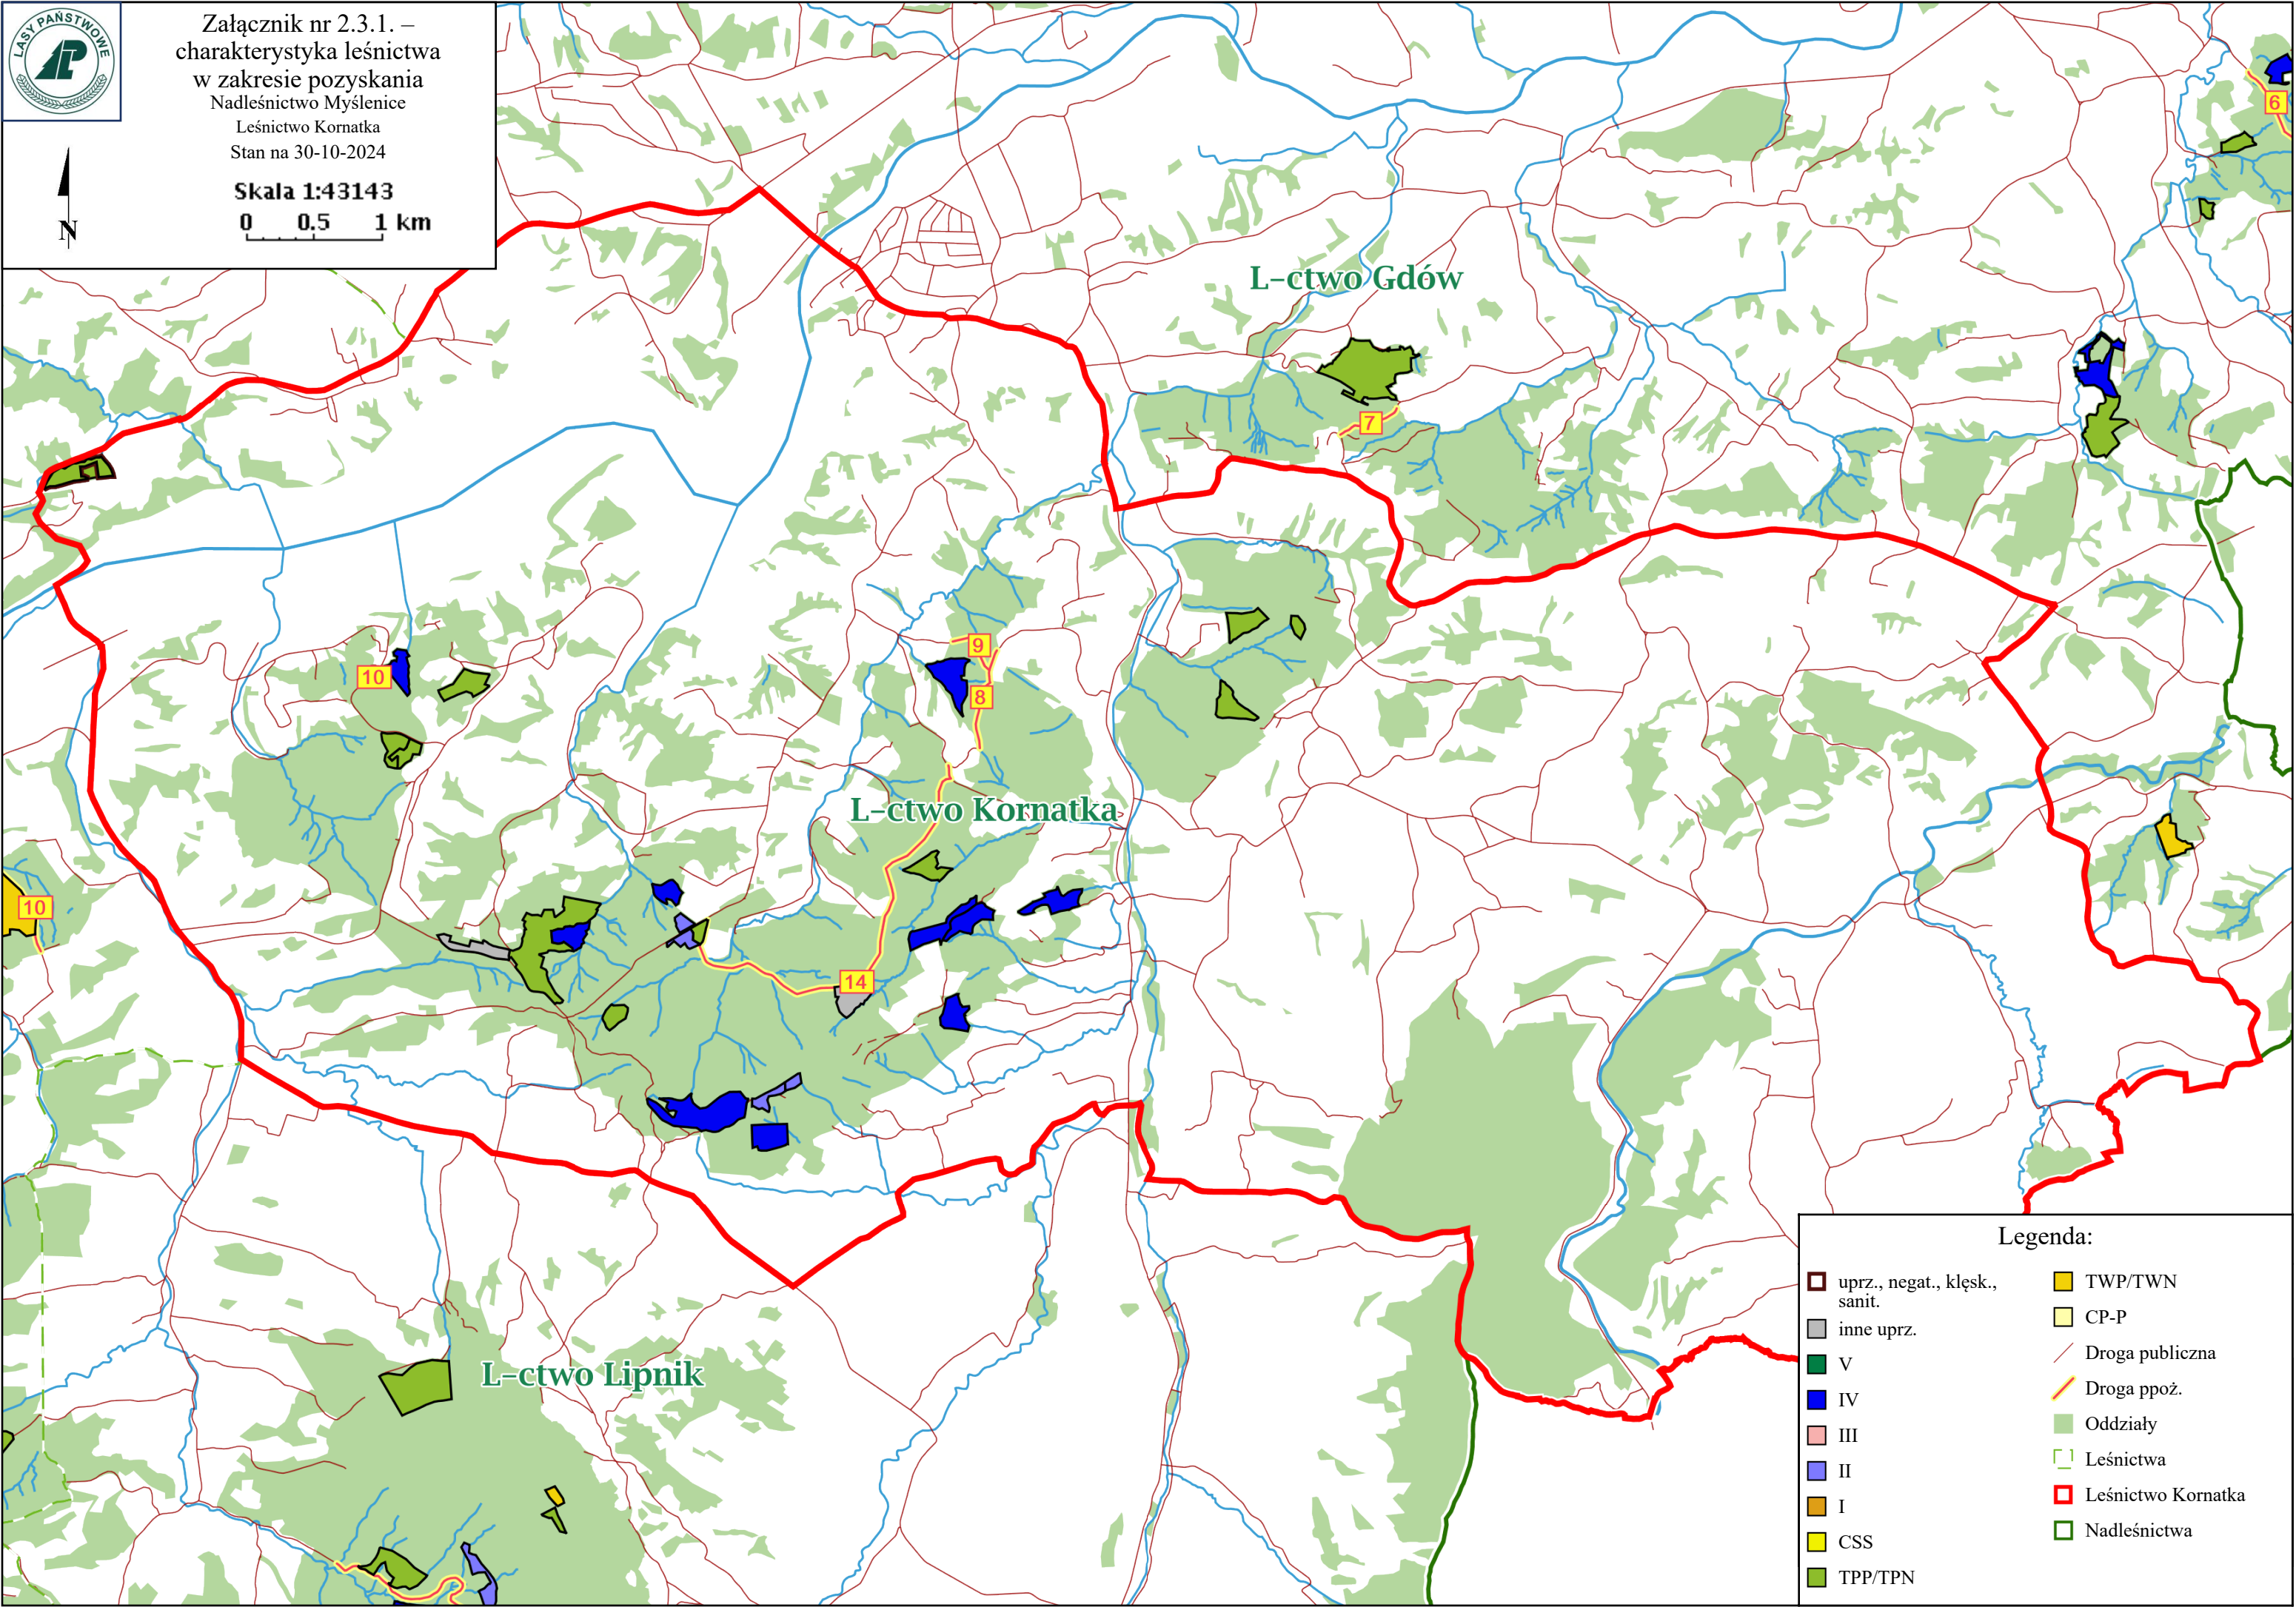 LASY PAŃSTWOWE
Załącznik nr 2.3.1. –
charakterystyka leśnictwa
w zakresie pozyskania
Nadleśnictwo Myślenice
Leśnictwo Kornatka
Stan na 30-10-2024
Skala 1:43143
0 0.5 1 km
N
6
L-ctwo Gdów
7
9
10
8
L-ctwo Kornatka
10
14
L-ctwo Lipnik
Legenda:
uprz., negat., klęsk.,
sanit.
inne uprz.
V
IV
III
II
I
CSS
TPP/TPN
TWP/TWN
CP-P
Droga publiczna
Droga ppoż.
Oddziały
Leśnictwa
Leśnictwo Kornatka
Nadleśnictwa